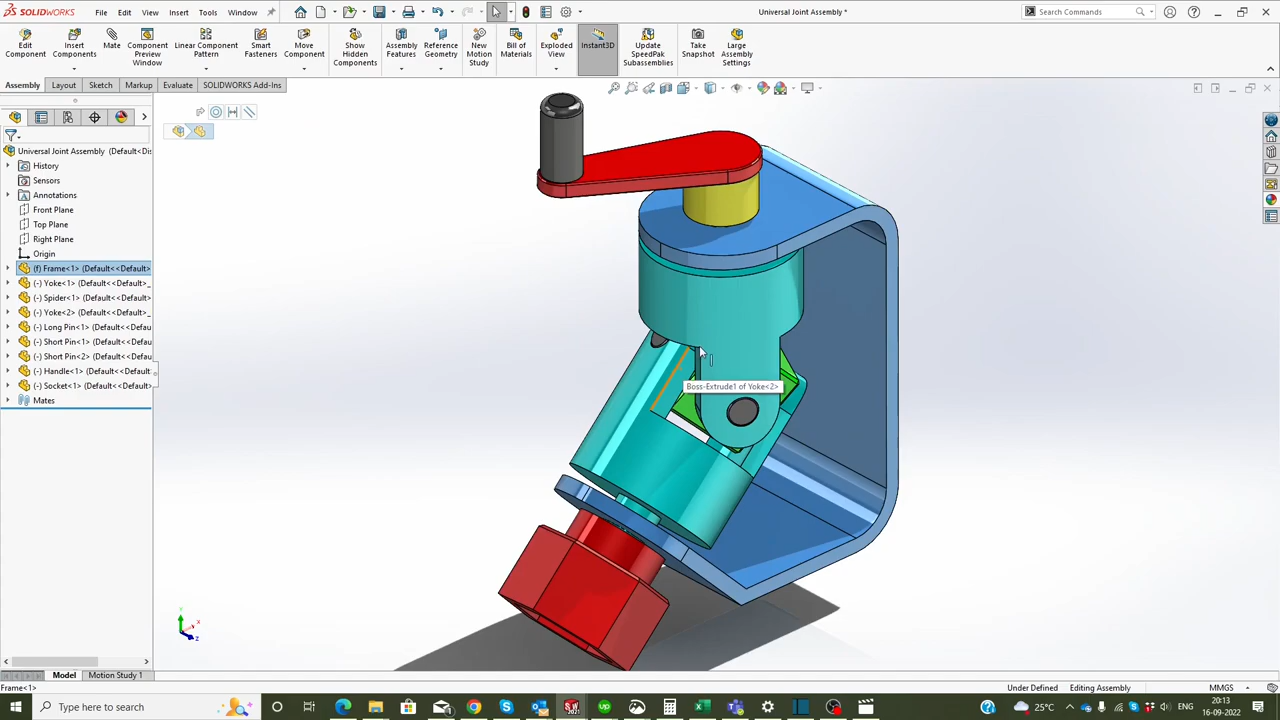 SOLIDWORKS
File Edit View Insert Tools Window
Universal Joint Assembly *
Search Commands
Edit Component
Insert Components
Mate
Component Preview Window
Linear Component Pattern
Smart Fasteners
Move Component
Show Hidden Components
Assembly Features
Reference Geometry
New Motion Study
Bill of Materials
Exploded View
Instant3D
Update SpeedPak Subassemblies
Take Snapshot
Large Assembly Settings
Assembly Layout Sketch Markup Evaluate SOLIDWORKS Add-Ins
Universal Joint Assembly (Default<Dis
History
Sensors
Annotations
Front Plane
Top Plane
Right Plane
Origin
(f) Frame<1> (Default<<Default>
(-) Yoke<1> (Default<<Default>_
(-) Spider<1> (Default<<Default>
(-) Yoke<2> (Default<<Default>_
(-) Long Pin<1> (Default<<Defau
(-) Short Pin<1> (Default<<Defau
(-) Short Pin<2> (Default<<Defau
(-) Handle<1> (Default<<Default
(-) Socket<1> (Default<<Default
Mates
Boss-Extrude1 of Yoke<2>
Y
X
Z
Model Motion Study 1
Frame<1>
Under Defined Editing Assembly MMGS
Type here to search
25°C
ENG
20:13
16-09-2022